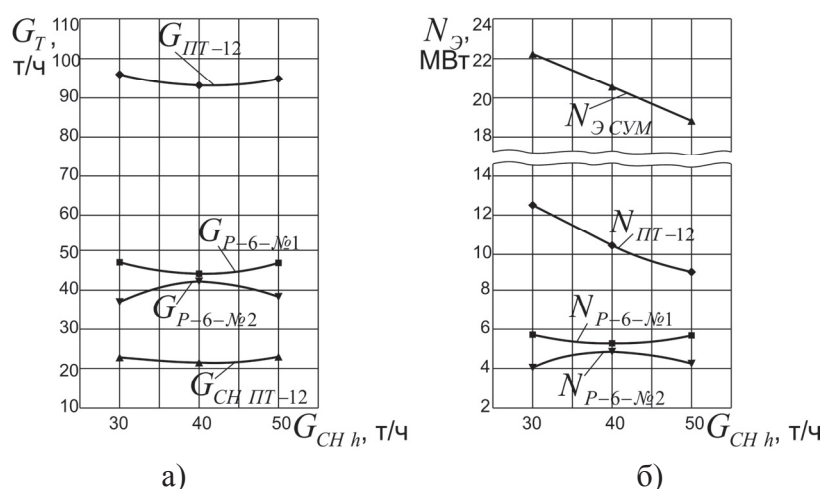 G_T, т/ч
110
100
90
80
70
60
50
40
30
20
10
G_ПТ–12
G_Р–6–№1
G_Р–6–№2
G_СН ПТ–12
30 40 50 G_СН h, т/ч
а)
N_Э, МВт
24
22
20
18
14
12
10
8
6
4
2
N_Э СУМ
N_ПТ–12
N_Р–6–№1
N_Р–6–№2
30 40 50 G_СН h, т/ч
б)